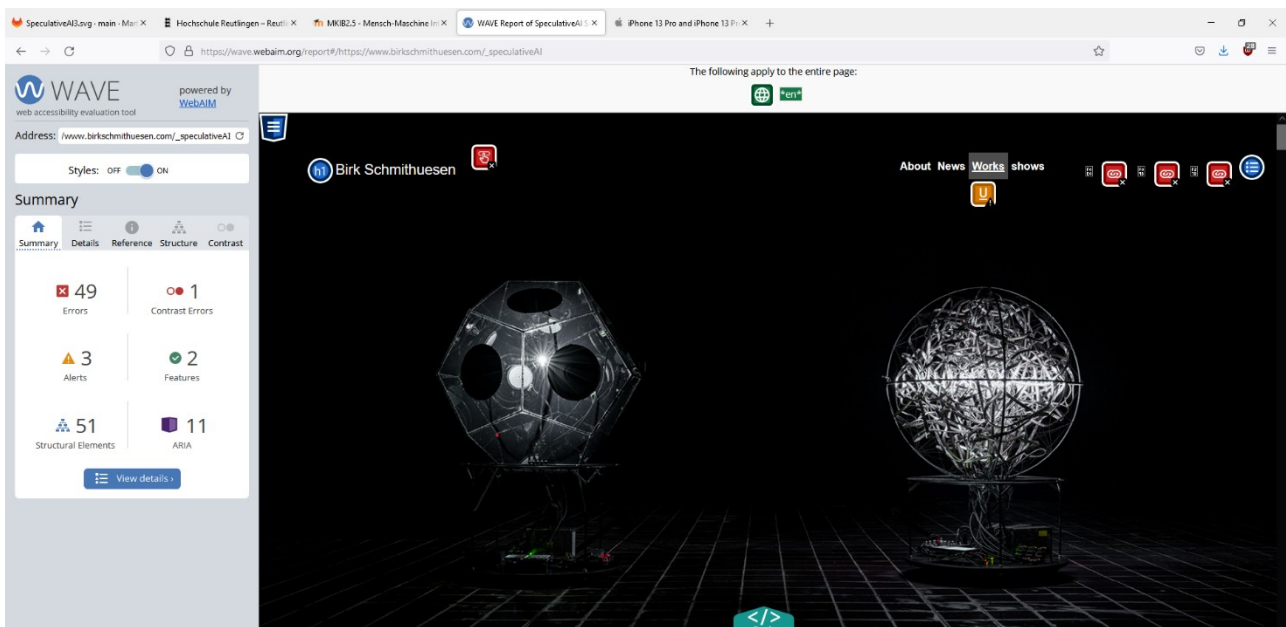 SpeculativeAI3.svg · main · Mar
Hochschule Reutlingen – Reutli
MKIB2.5 - Mensch-Maschine Int
WAVE Report of SpeculativeAI S
iPhone 13 Pro and iPhone 13 Pr
https://wave.webaim.org/report#/https://www.birkschmithuesen.com/_speculativeAI
WAVE
web accessibility evaluation tool
powered by
WebAIM
The following apply to the entire page:
*en*
Address: /www.birkschmithuesen.com/_speculativeAI
Styles: OFF ON
h1 Birk Schmithuesen
About News Works shows
U
Summary
Summary Details Reference Structure Contrast
49
Errors
1
Contrast Errors
3
Alerts
2
Features
51
Structural Elements
11
ARIA
View details ›
</>